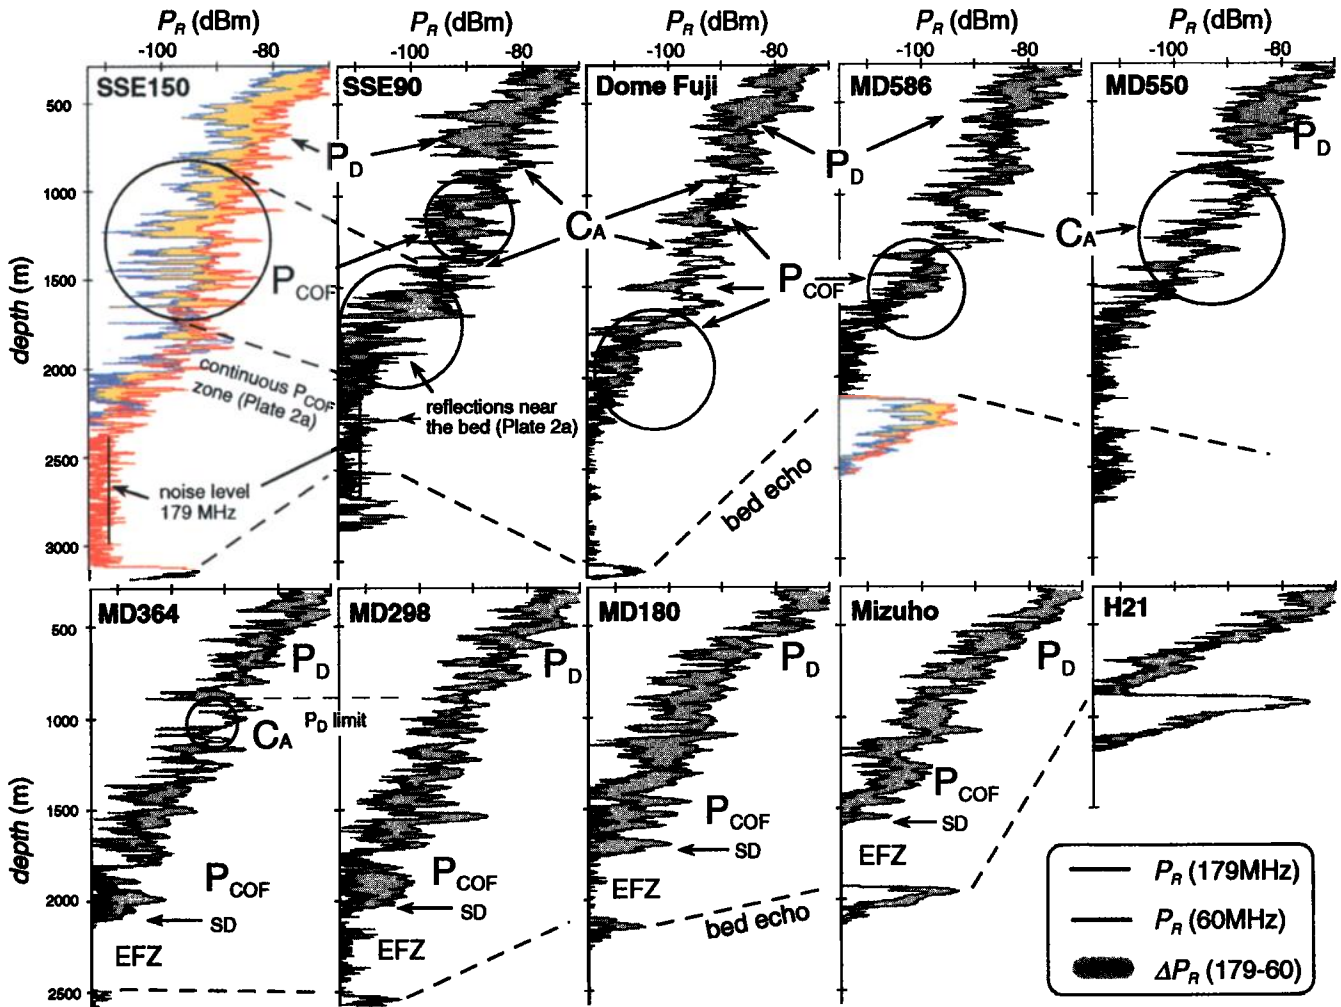 P_R (dBm) P_R (dBm) P_R (dBm) P_R (dBm) P_R (dBm)
-100 -80 -100 -80 -100 -80 -100 -80 -100 -80
SSE150 SSE90 Dome Fuji MD586 MD550
depth (m)
500
1000
1500
2000
2500
3000
P_D
P_D
P_D
C_A
C_A
P_COF
P_COF
continuous P_COF
zone (Plate 2a)
reflections near
the bed (Plate 2a)
noise level
179 MHz
bed echo
MD364 MD298 MD180 Mizuho H21
depth (m)
500
1000
1500
2000
2500
P_D P_D P_D P_D
P_D limit
C_A
P_COF P_COF P_COF P_COF
SD SD SD SD
EFZ EFZ EFZ EFZ
bed echo
P_R (179MHz)
P_R (60MHz)
ΔP_R (179-60)